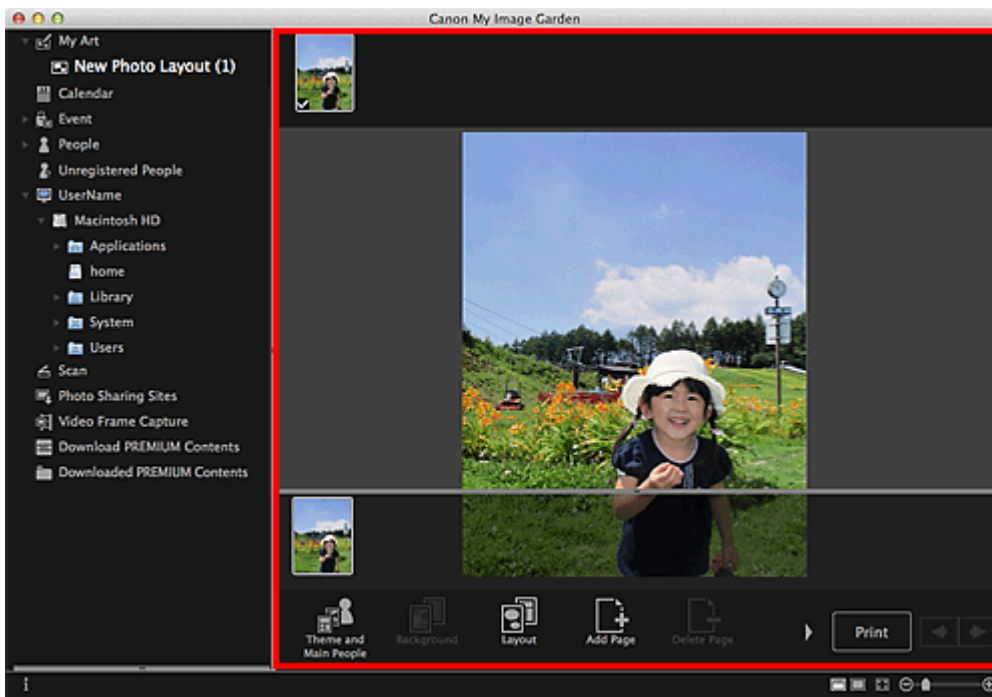 Canon My Image Garden
My Art
New Photo Layout (1)
Calendar
Event
People
Unregistered People
UserName
Macintosh HD
Applications
home
Library
System
Users
Scan
Photo Sharing Sites
Video Frame Capture
Download PREMIUM Contents
Downloaded PREMIUM Contents
Theme and
Main People
Background
Layout
Add Page
Delete Page
Print